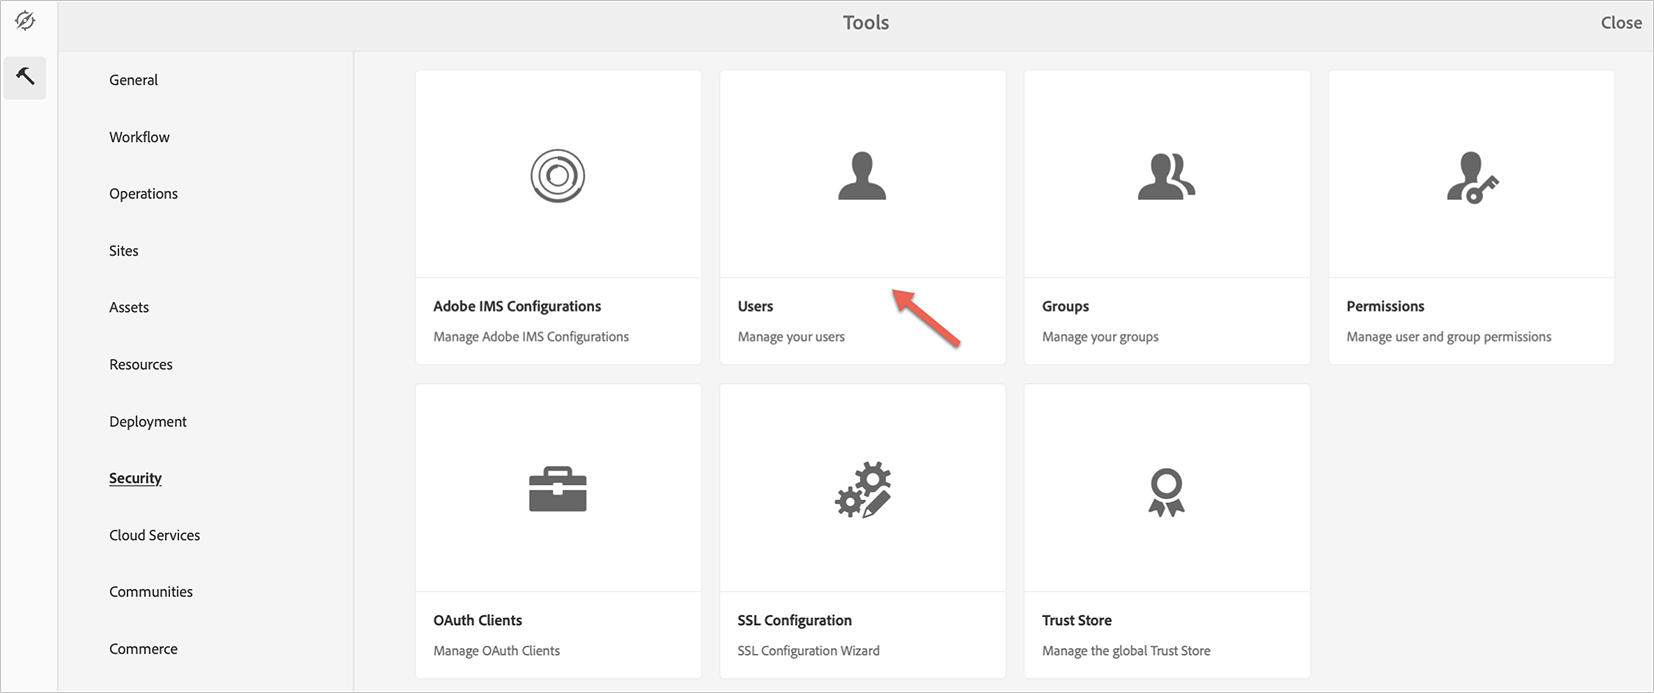 Tools
Close
General
Workflow
Operations
Sites
Assets
Resources
Deployment
Security
Cloud Services
Communities
Commerce
Adobe IMS Configurations
Manage Adobe IMS Configurations
Users
Manage your users
Groups
Manage your groups
Permissions
Manage user and group permissions
OAuth Clients
Manage OAuth Clients
SSL Configuration
SSL Configuration Wizard
Trust Store
Manage the global Trust Store